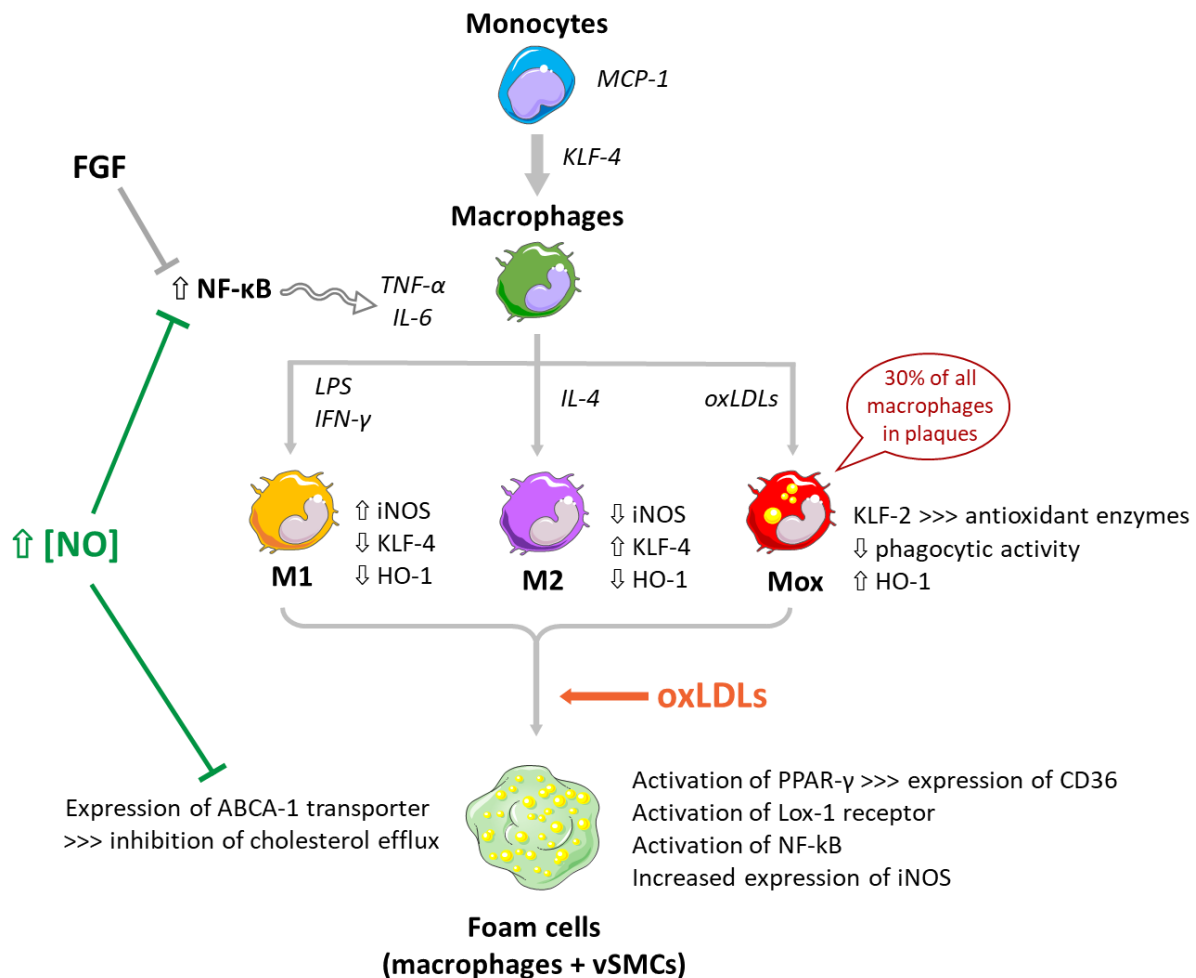 Monocytes
MCP-1
KLF-4
FGF
Macrophages
⇧ NF-κB
TNF-α
IL-6
LPS
IFN-γ
IL-4
oxLDLs
30% of all
macrophages
in plaques
⇧ [NO]
M1
⇧ iNOS
⇩ KLF-4
⇩ HO-1
M2
⇩ iNOS
⇧ KLF-4
⇩ HO-1
Mox
KLF-2 >>> antioxidant enzymes
⇩ phagocytic activity
⇧ HO-1
oxLDLs
Expression of ABCA-1 transporter
>>> inhibition of cholesterol efflux
Activation of PPAR-γ >>> expression of CD36
Activation of Lox-1 receptor
Activation of NF-kB
Increased expression of iNOS
Foam cells
(macrophages + vSMCs)